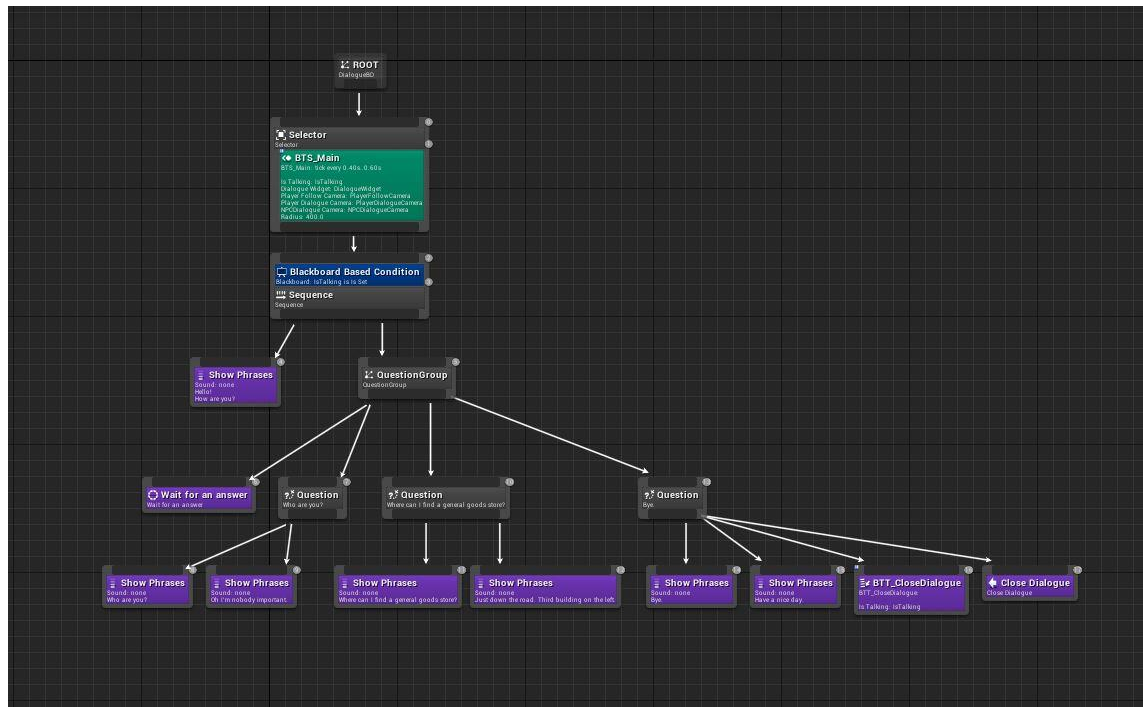 ROOT
DialogueBD
Selector
Selector
BTS_Main
BTS_Main: tick every 0.40s..0.60s
Is Talking: IsTalking
Dialogue Widget: DialogueWidget
Player Follow Camera: PlayerFollowCamera
Player Dialogue Camera: PlayerDialogueCamera
NPCDialogue Camera: NPCDialogueCamera
Radius: 400.0
Blackboard Based Condition
Blackboard: IsTalking is Is Set
Sequence
Sequence
Show Phrases
Sound: none
Hello!
How are you?
QuestionGroup
QuestionGroup
Wait for an answer
Wait for an answer
Question
Who are you?
Question
Where can I find a general goods store?
Question
Bye.
Show Phrases
Sound: none
Who are you?
Show Phrases
Sound: none
Oh I'm nobody important.
Show Phrases
Sound: none
Where can I find a general goods store?
Show Phrases
Sound: none
Just down the road. Third building on the left.
Show Phrases
Sound: none
Bye.
Show Phrases
Sound: none
Have a nice day.
BTT_CloseDialogue
BTT_CloseDialogue:
Is Talking: IsTalking
Close Dialogue
Close Dialogue